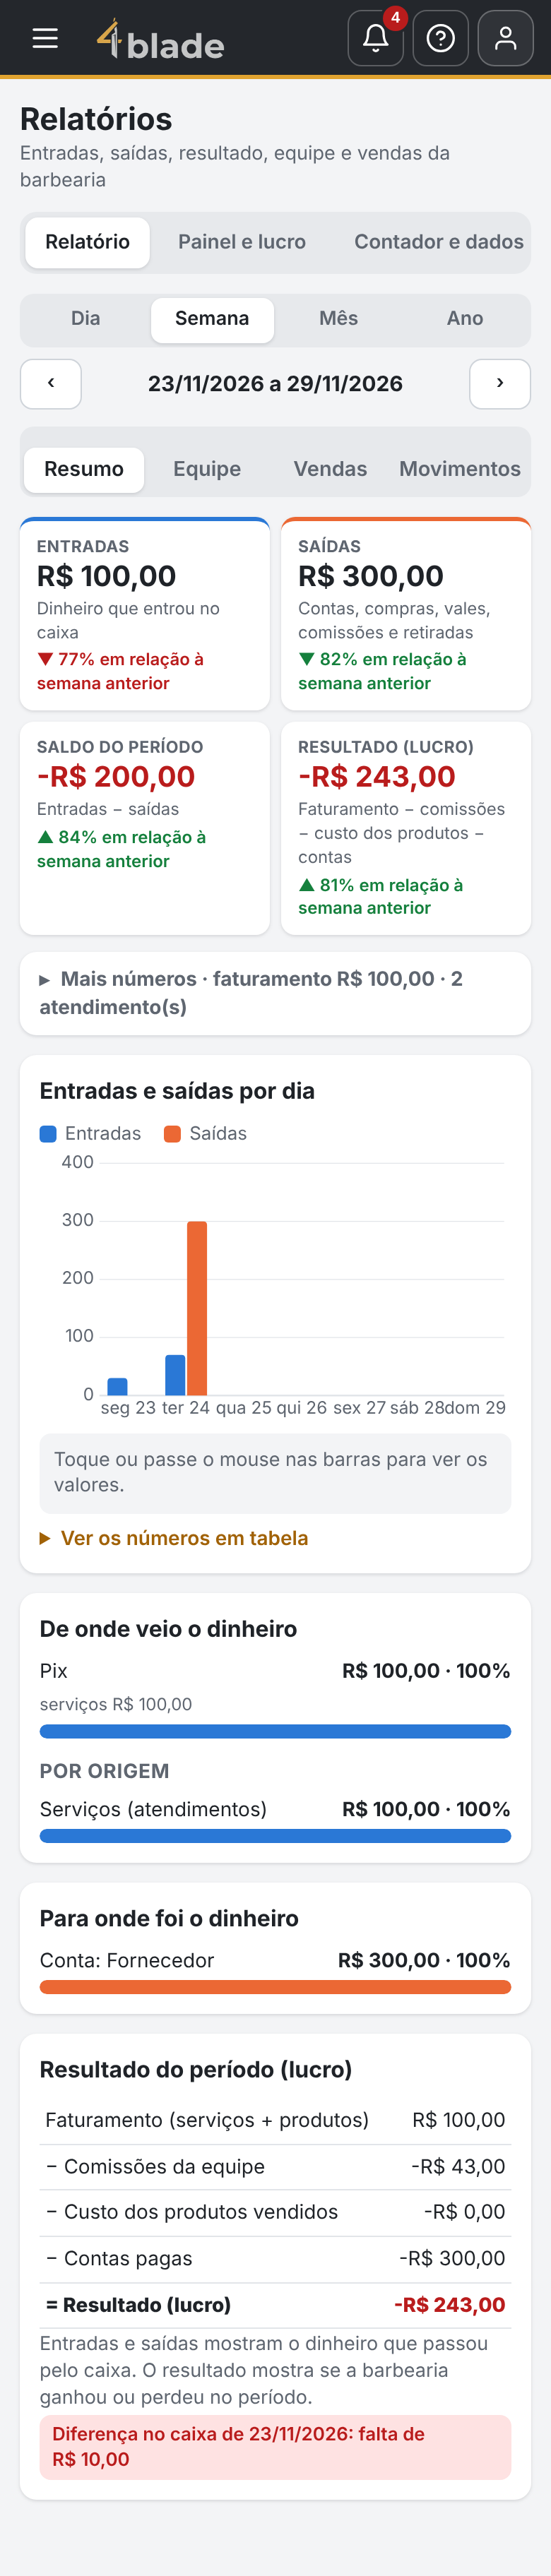 4blade
4
Relatórios
Entradas, saídas, resultado, equipe e vendas da
barbearia
Relatório Painel e lucro Contador e dados
Dia Semana Mês Ano
‹ 23/11/2026 a 29/11/2026 ›
Resumo Equipe Vendas Movimentos
ENTRADAS
R$ 100,00
Dinheiro que entrou no
caixa
▼ 77% em relação à
semana anterior
SAÍDAS
R$ 300,00
Contas, compras, vales,
comissões e retiradas
▼ 82% em relação à
semana anterior
SALDO DO PERÍODO
-R$ 200,00
Entradas − saídas
▲ 84% em relação à
semana anterior
RESULTADO (LUCRO)
-R$ 243,00
Faturamento − comissões
− custo dos produtos −
contas
▲ 81% em relação à
semana anterior
▸ Mais números · faturamento R$ 100,00 · 2
atendimento(s)
Entradas e saídas por dia
Entradas Saídas
400
300
200
100
0
seg 23 ter 24 qua 25 qui 26 sex 27 sáb 28 dom 29
Toque ou passe o mouse nas barras para ver os
valores.
▸ Ver os números em tabela
De onde veio o dinheiro
Pix R$ 100,00 · 100%
serviços R$ 100,00
POR ORIGEM
Serviços (atendimentos) R$ 100,00 · 100%
Para onde foi o dinheiro
Conta: Fornecedor R$ 300,00 · 100%
Resultado do período (lucro)
Faturamento (serviços + produtos) R$ 100,00
− Comissões da equipe -R$ 43,00
− Custo dos produtos vendidos -R$ 0,00
− Contas pagas -R$ 300,00
= Resultado (lucro) -R$ 243,00
Entradas e saídas mostram o dinheiro que passou
pelo caixa. O resultado mostra se a barbearia
ganhou ou perdeu no período.
Diferença no caixa de 23/11/2026: falta de
R$ 10,00